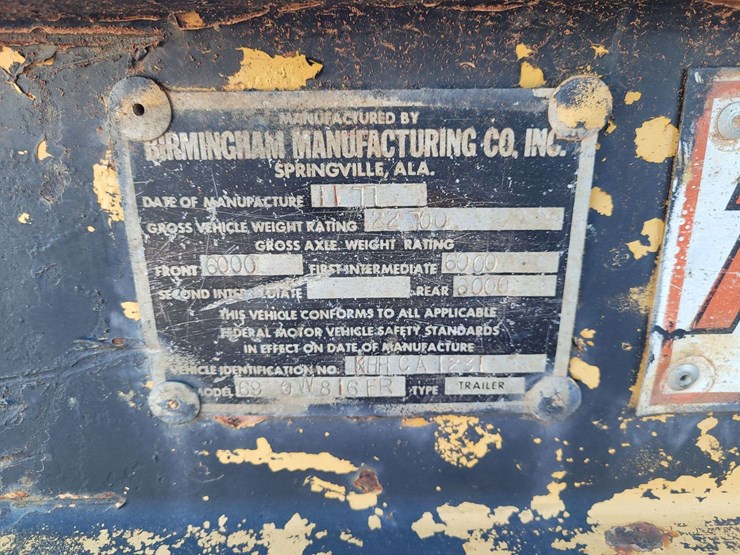 MANUFACTURED BY
BIRMINGHAM MANUFACTURING CO, INC.
SPRINGVILLE, ALA.
DATE OF MANUFACTURE
GROSS VEHICLE WEIGHT RATING
GROSS AXLE WEIGHT RATING
FRONT 6000 FIRST INTERMEDIATE 6000
SECOND INTERMEDIATE REAR 6000
THIS VEHICLE CONFORMS TO ALL APPLICABLE
FEDERAL MOTOR VEHICLE SAFETY STANDARDS
IN EFFECT ON DATE OF MANUFACTURE
VEHICLE IDENTIFICATION NO.
MODEL TYPE TRAILER